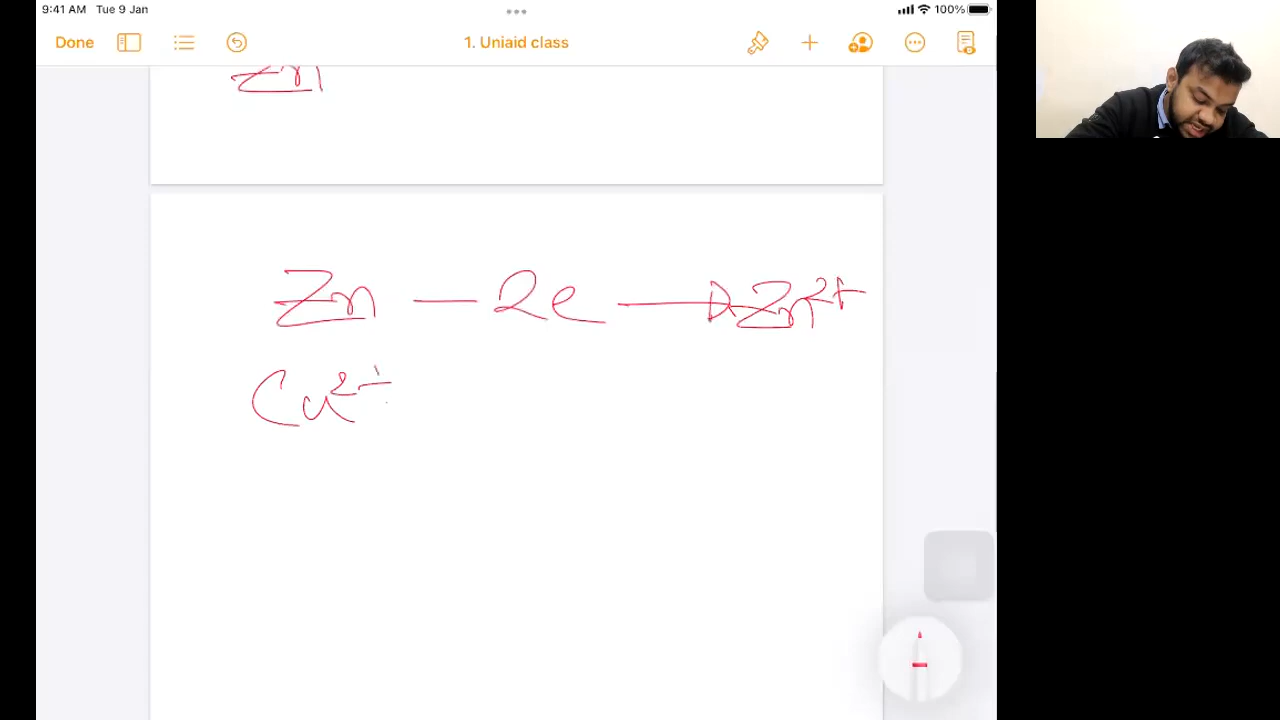 9:41 AM Tue 9 Jan
100%
Done
1. Uniaid class
Zn
Zn — 2e → Zn²⁺
Cu²⁺